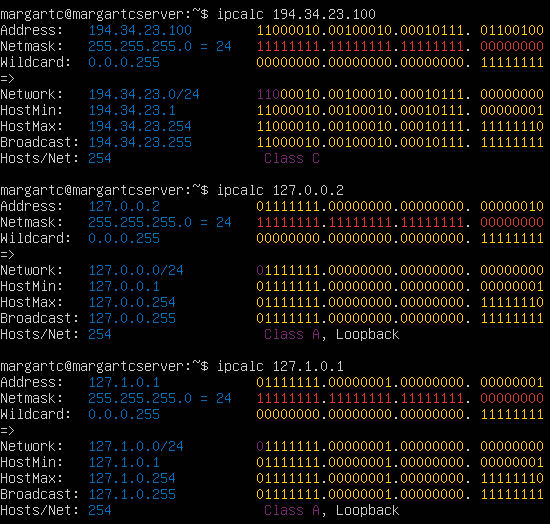 margartc@margartcserver:~$ ipcalc 194.34.23.100
Address:   194.34.23.100        11000010.00100010.00010111. 01100100
Netmask:   255.255.255.0 = 24   11111111.11111111.11111111. 00000000
Wildcard:  0.0.0.255            00000000.00000000.00000000. 11111111
=>
Network:   194.34.23.0/24       11000010.00100010.00010111. 00000000
HostMin:   194.34.23.1          11000010.00100010.00010111. 00000001
HostMax:   194.34.23.254        11000010.00100010.00010111. 11111110
Broadcast: 194.34.23.255        11000010.00100010.00010111. 11111111
Hosts/Net: 254                   Class C
margartc@margartcserver:~$ ipcalc 127.0.0.2
Address:   127.0.0.2            01111111.00000000.00000000. 00000010
Netmask:   255.255.255.0 = 24   11111111.11111111.11111111. 00000000
Wildcard:  0.0.0.255            00000000.00000000.00000000. 11111111
=>
Network:   127.0.0.0/24         01111111.00000000.00000000. 00000000
HostMin:   127.0.0.1            01111111.00000000.00000000. 00000001
HostMax:   127.0.0.254          01111111.00000000.00000000. 11111110
Broadcast: 127.0.0.255          01111111.00000000.00000000. 11111111
Hosts/Net: 254                   Class A, Loopback
margartc@margartcserver:~$ ipcalc 127.1.0.1
Address:   127.1.0.1            01111111.00000001.00000000. 00000001
Netmask:   255.255.255.0 = 24   11111111.11111111.11111111. 00000000
Wildcard:  0.0.0.255            00000000.00000000.00000000. 11111111
=>
Network:   127.1.0.0/24         01111111.00000001.00000000. 00000000
HostMin:   127.1.0.1            01111111.00000001.00000000. 00000001
HostMax:   127.1.0.254          01111111.00000001.00000000. 11111110
Broadcast: 127.1.0.255          01111111.00000001.00000000. 11111111
Hosts/Net: 254                   Class A, Loopback